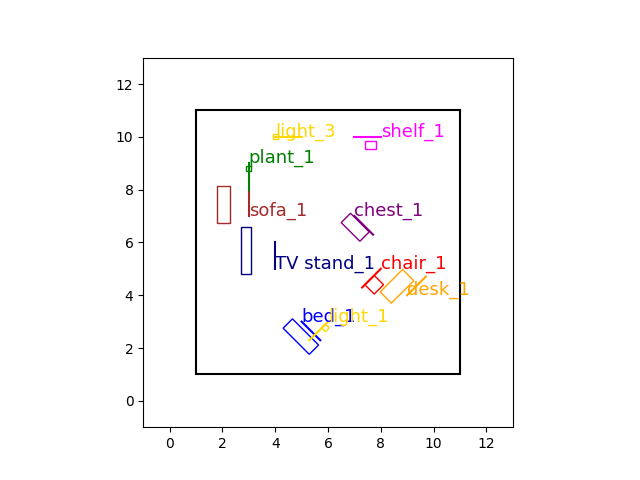 12
10
8
6
4
2
0
light_3
shelf_1
plant_1
sofa_1
chest_1
TV stand_1
chair_1
desk_1
bed_1
light_1
0 2 4 6 8 10 12